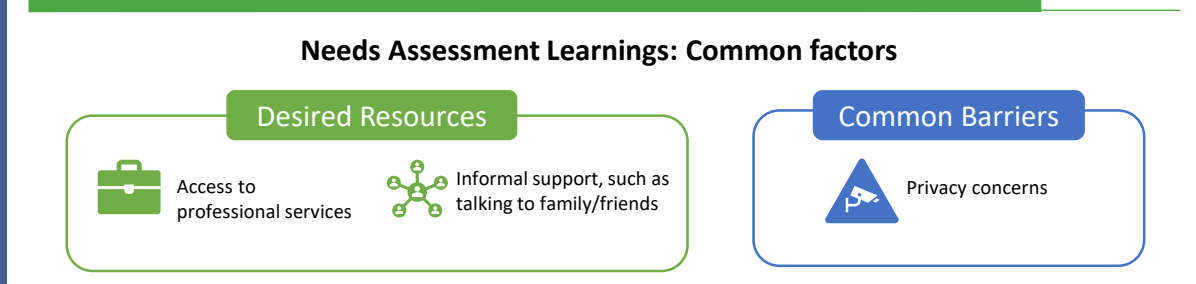 Needs Assessment Learnings: Common factors
Desired Resources
Access to
professional services
Informal support, such as
talking to family/friends
Common Barriers
Privacy concerns